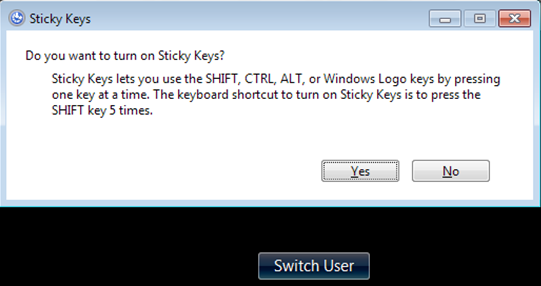 Sticky Keys
Do you want to turn on Sticky Keys?
Sticky Keys lets you use the SHIFT, CTRL, ALT, or Windows Logo keys by pressing
one key at a time. The keyboard shortcut to turn on Sticky Keys is to press the
SHIFT key 5 times.
Yes No
Switch User